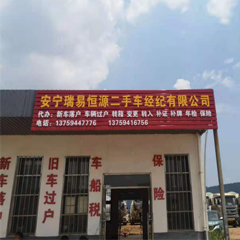 安宁瑞易恒源二手车经纪有限公司
代办：新车落户 车辆过户 转籍 变更 转入 补证 补牌 年检 保险
电话：13759447776 13759416756
新车落户
旧车过户
车船税
保险